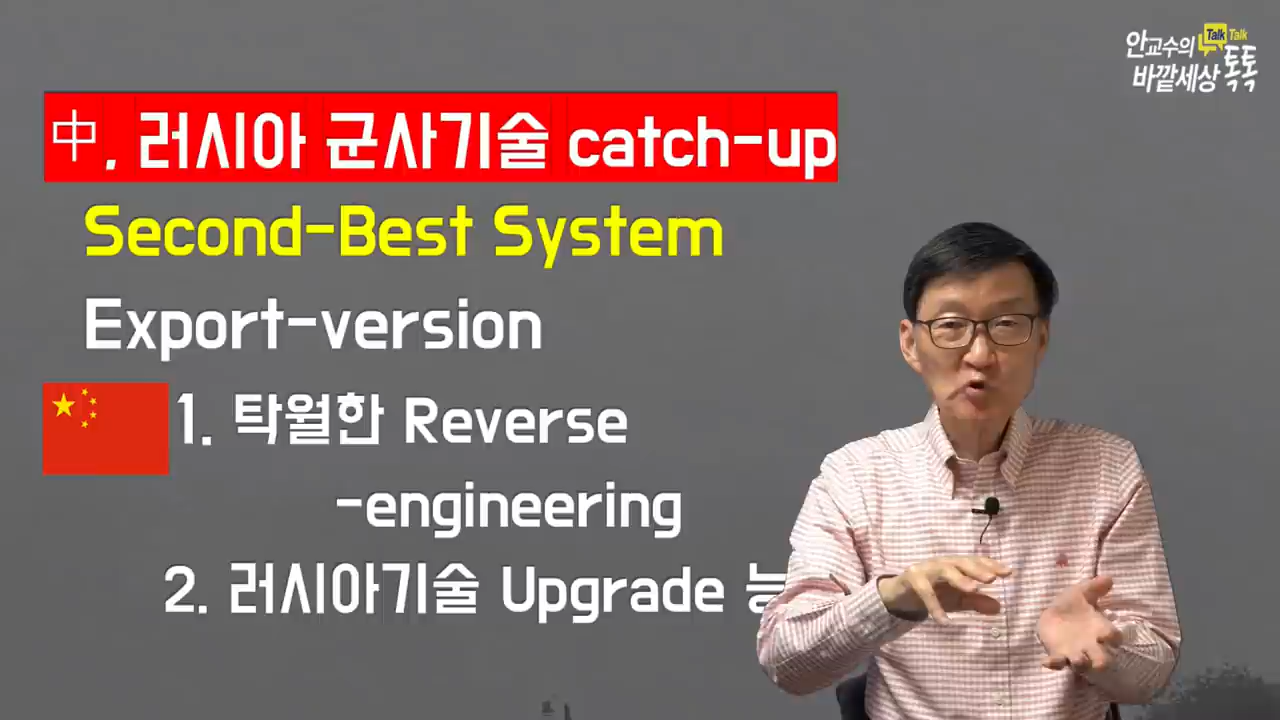 안교수의 Talk Talk
바깥세상 톡톡
中, 러시아 군사기술 catch-up
Second-Best System
Export-version
1. 탁월한 Reverse
-engineering
2. 러시아기술 Upgrade